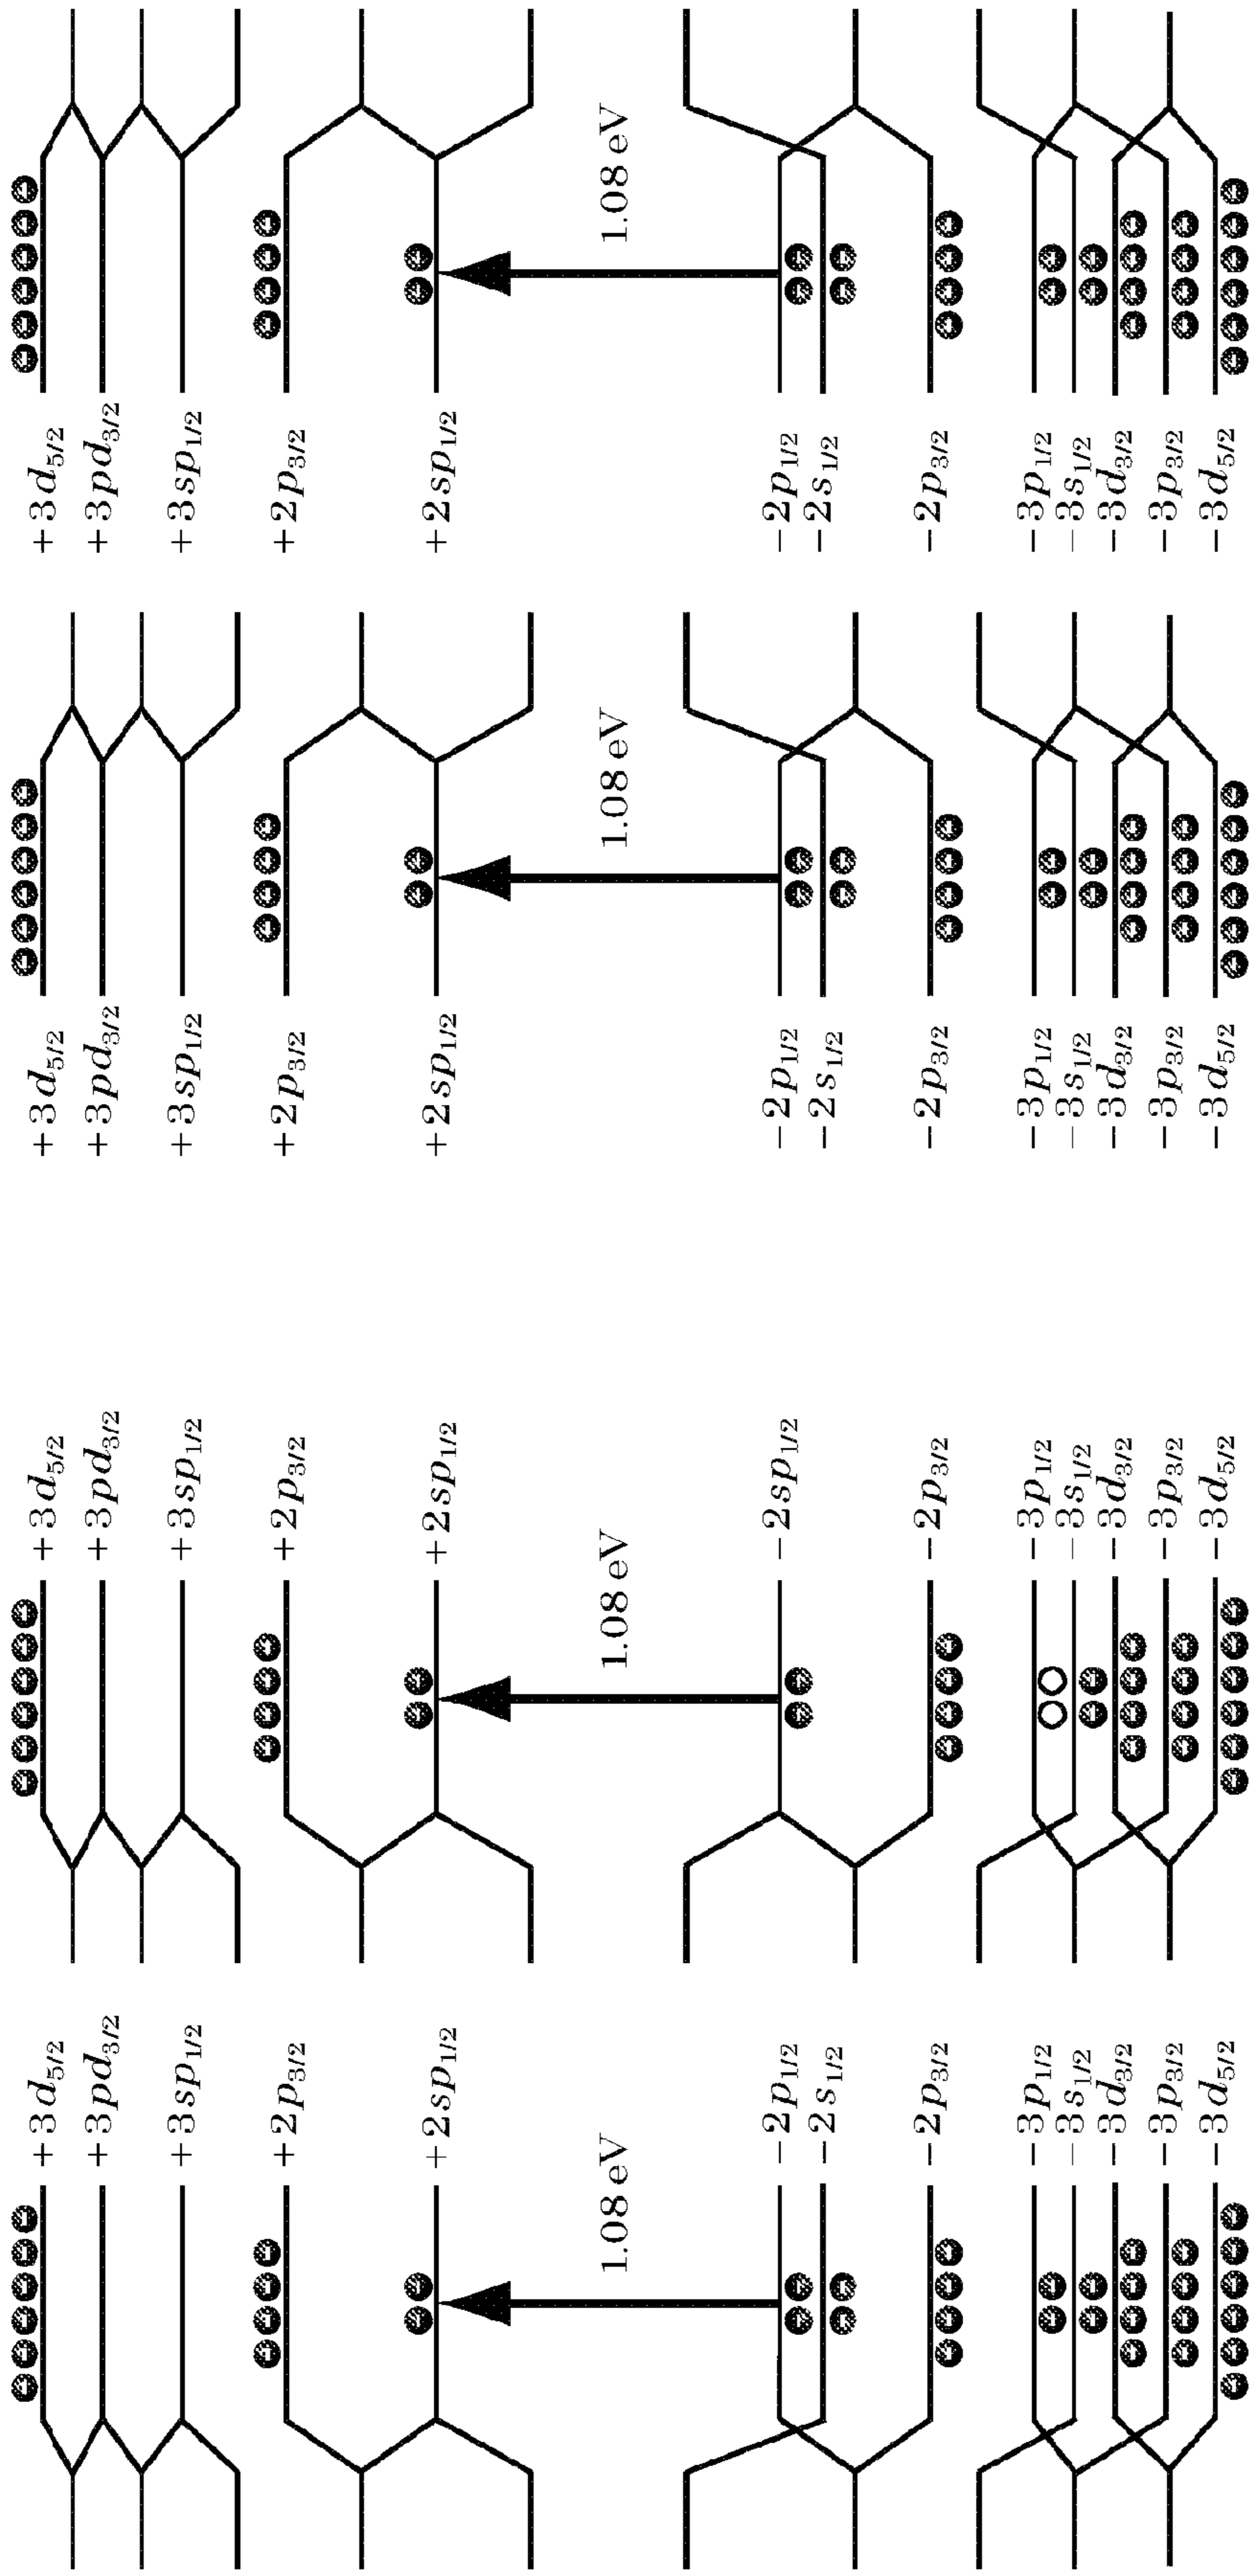 +3d5/2
+3pd3/2
+3sp1/2
+2p3/2
+2sp1/2
1.08 eV
−2p1/2
−2s1/2
−2p3/2
−3p1/2
−3s1/2
−3d3/2
−3p3/2
−3d5/2
+3d5/2
+3pd3/2
+3sp1/2
+2p3/2
+2sp1/2
1.08 eV
−2sp1/2
−2p3/2
−3p1/2
−3s1/2
−3d3/2
−3p3/2
−3d5/2
+3d5/2
+3pd3/2
+3sp1/2
+2p3/2
+2sp1/2
1.08 eV
−2p1/2
−2s1/2
−2p3/2
−3p1/2
−3s1/2
−3d3/2
−3p3/2
−3d5/2
+3d5/2
+3pd3/2
+3sp1/2
+2p3/2
+2sp1/2
1.08 eV
−2p1/2
−2s1/2
−2p3/2
−3p1/2
−3s1/2
−3d3/2
−3p3/2
−3d5/2